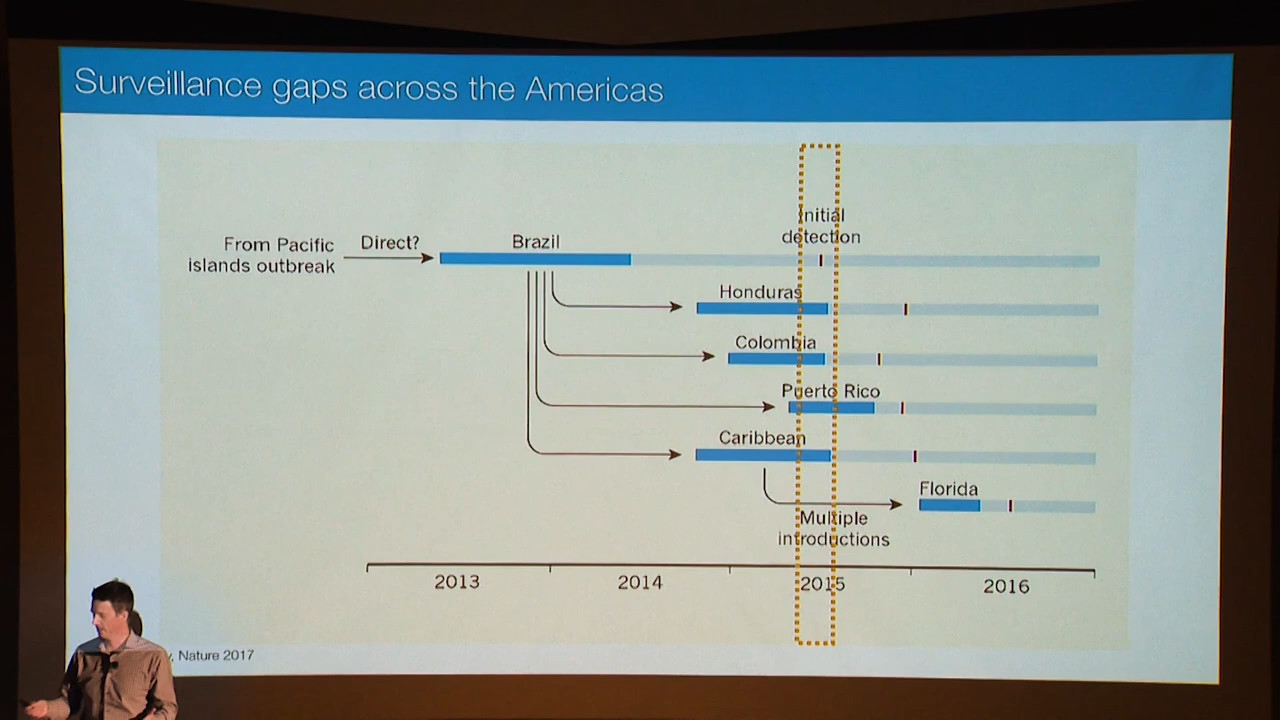 Surveillance gaps across the Americas
Initial
detection
From Pacific
islands outbreak
Direct?
Brazil
Honduras
Colombia
Puerto Rico
Caribbean
Florida
Multiple
introductions
2013
2014
2015
2016
Nature 2017